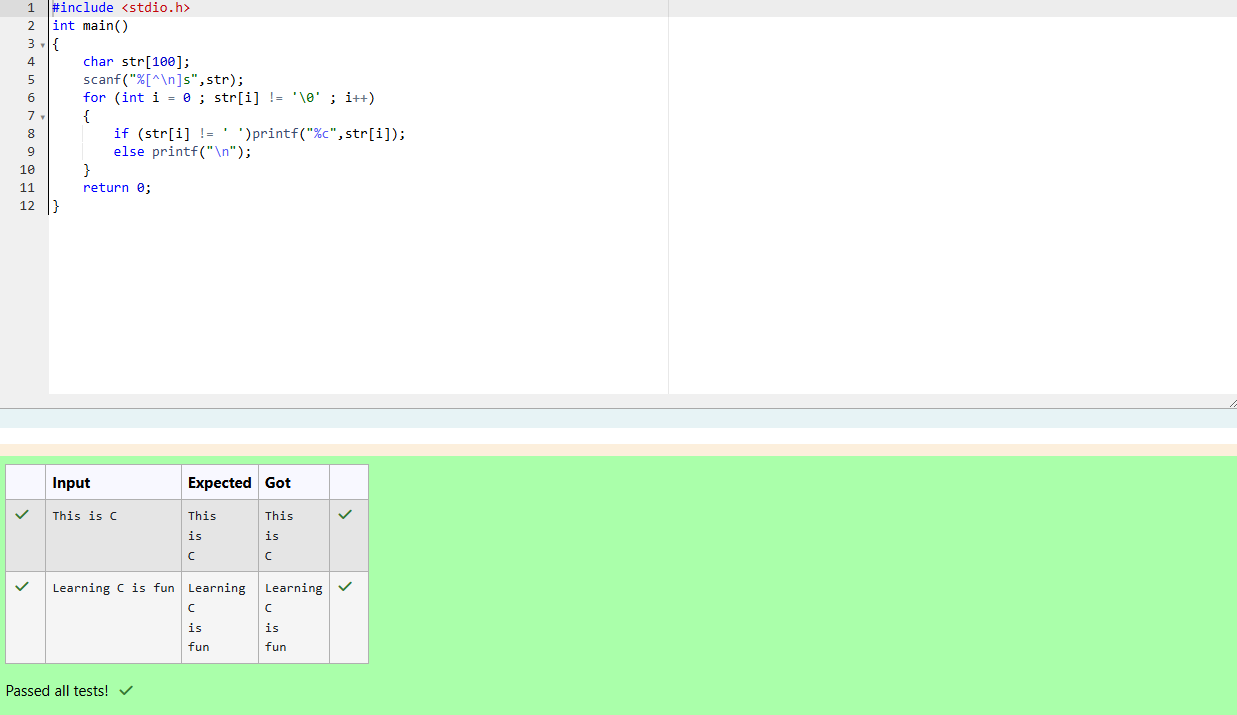 1 #include <stdio.h>
2 int main()
3 {
4     char str[100];
5     scanf("%[^\n]s",str);
6     for (int i = 0 ; str[i] != '\0' ; i++)
7     {
8         if (str[i] != ' ')printf("%c",str[i]);
9         else printf("\n");
10     }
11     return 0;
12 }
Input Expected Got
This is C This This
is is
C C
Learning C is fun Learning Learning
C C
is is
fun fun
Passed all tests!